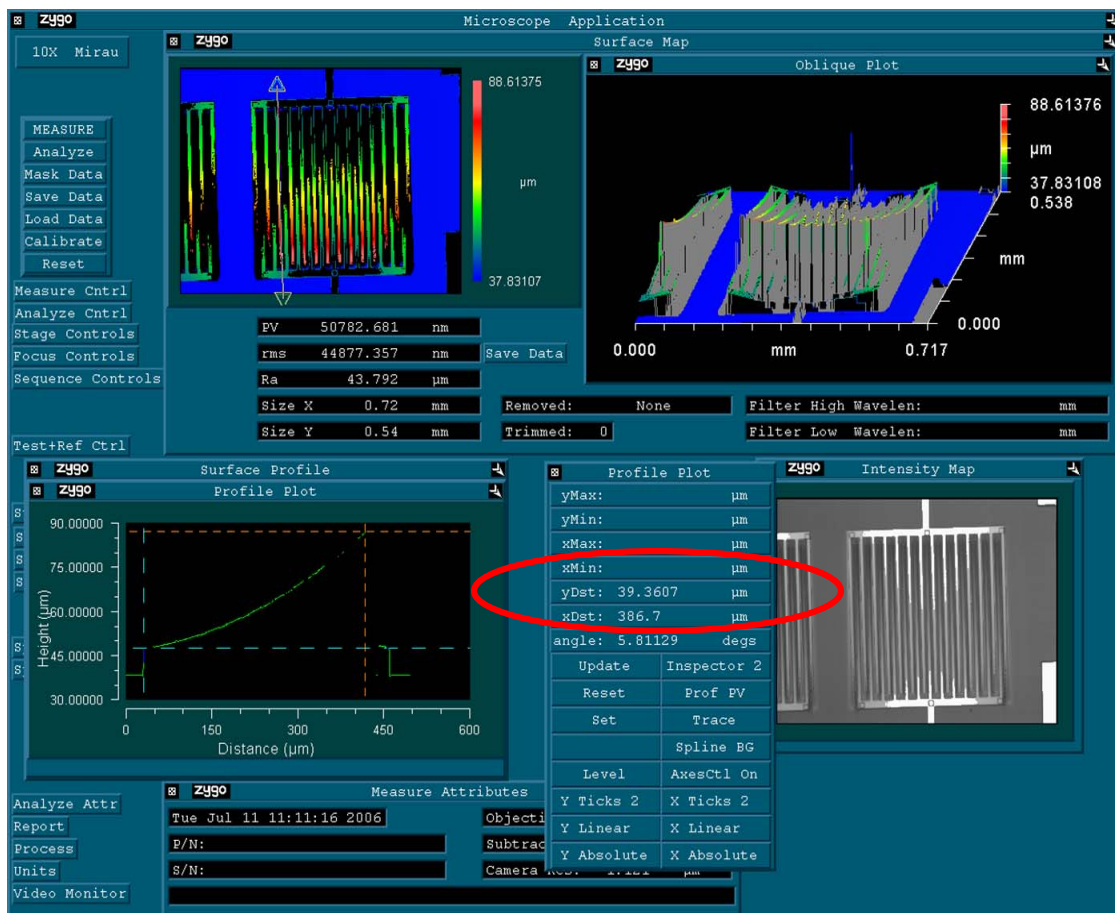 zygo Microscope Application
10X Mirau
MEASURE
Analyze
Mask Data
Save Data
Load Data
Calibrate
Reset
Measure Cntrl
Analyze Cntrl
Stage Controls
Focus Controls
Sequence Controls
Test+Ref Ctrl
zygo Surface Map
88.61375
µm
37.83107
PV 50782.681 nm
rms 44877.357 nm
Save Data
Ra 43.792 µm
Size X 0.72 mm
Size Y 0.54 mm
Removed: None
Trimmed: 0
Filter High Wavelen: mm
Filter Low Wavelen: mm
zygo Oblique Plot
88.61376
µm
37.83108
0.538
mm
0.000
0.000 mm 0.717
zygo Surface Profile
zygo Profile Plot
90.00000
75.00000
60.00000
45.00000
30.00000
Height (µm)
0 150 300 450 600
Distance (µm)
Profile Plot
yMax: µm
yMin: µm
xMax: µm
xMin: µm
yDst: 39.3607 µm
xDst: 386.7 µm
angle: 5.81129 degs
Update Inspector 2
Reset Prof PV
Set Trace
Spline BG
Level AxesCtl On
Y Ticks 2 X Ticks 2
Y Linear X Linear
Y Absolute X Absolute
zygo Intensity Map
Analyze Attr
Report
Process
Units
Video Monitor
zygo Measure Attributes
Tue Jul 11 11:11:16 2006
P/N:
S/N:
Objecti
Subtrac
Camera